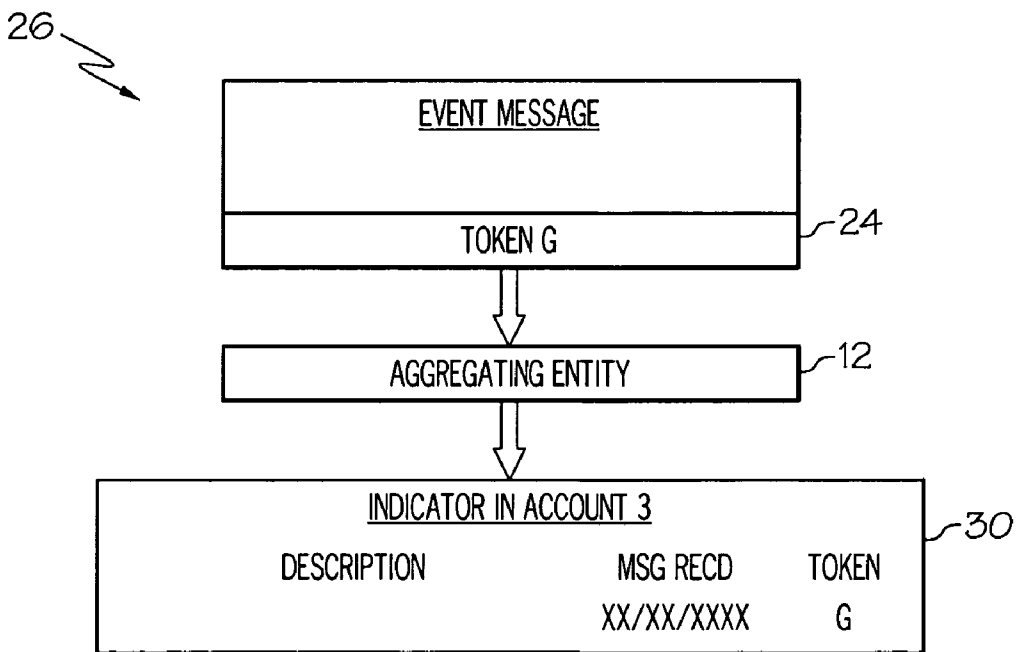 26
EVENT MESSAGE
TOKEN G
24
AGGREGATING ENTITY
12
INDICATOR IN ACCOUNT 3
30
DESCRIPTION MSG RECD TOKEN
XX/XX/XXXX G